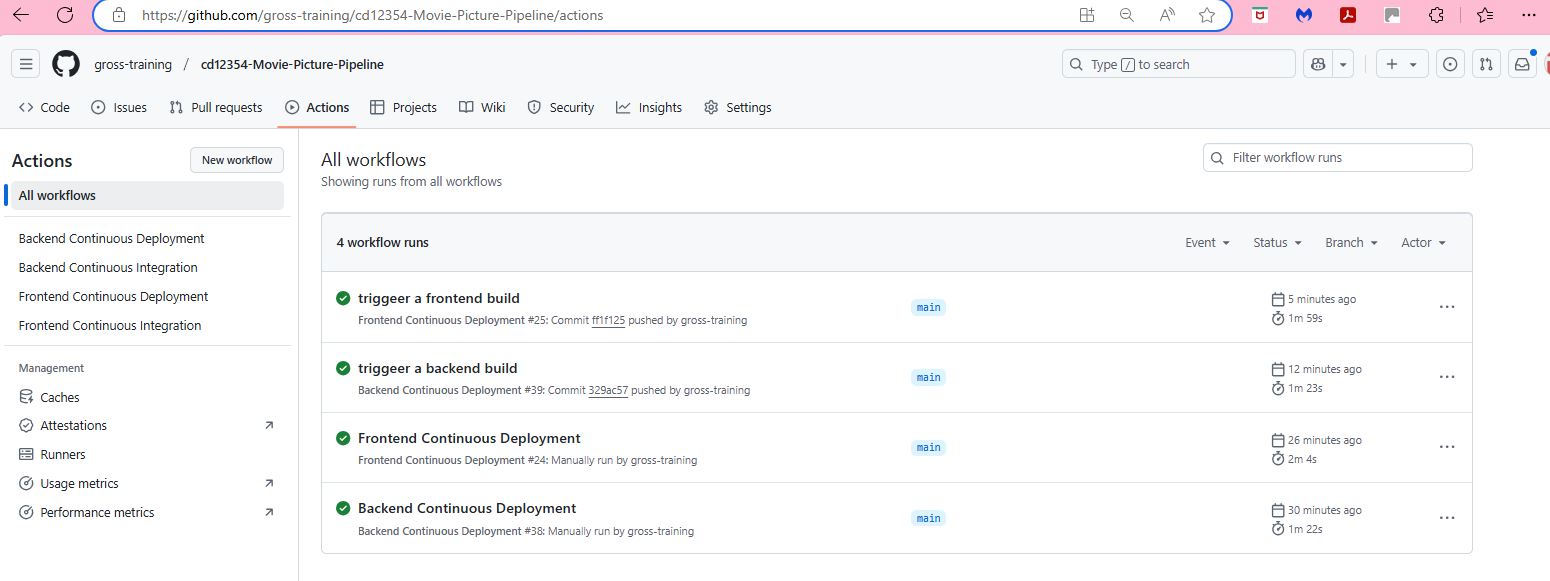 https://github.com/gross-training/cd12354-Movie-Picture-Pipeline/actions
gross-training / cd12354-Movie-Picture-Pipeline
Type / to search
Code Issues Pull requests Actions Projects Wiki Security Insights Settings
Actions
New workflow
All workflows
Backend Continuous Deployment
Backend Continuous Integration
Frontend Continuous Deployment
Frontend Continuous Integration
Management
Caches
Attestations
Runners
Usage metrics
Performance metrics
All workflows
Showing runs from all workflows
Filter workflow runs
4 workflow runs
Event Status Branch Actor
triggeer a frontend build
Frontend Continuous Deployment #25: Commit ff1f125 pushed by gross-training
main
5 minutes ago
1m 59s
triggeer a backend build
Backend Continuous Deployment #39: Commit 329ac57 pushed by gross-training
main
12 minutes ago
1m 23s
Frontend Continuous Deployment
Frontend Continuous Deployment #24: Manually run by gross-training
main
26 minutes ago
2m 4s
Backend Continuous Deployment
Backend Continuous Deployment #38: Manually run by gross-training
main
30 minutes ago
1m 22s